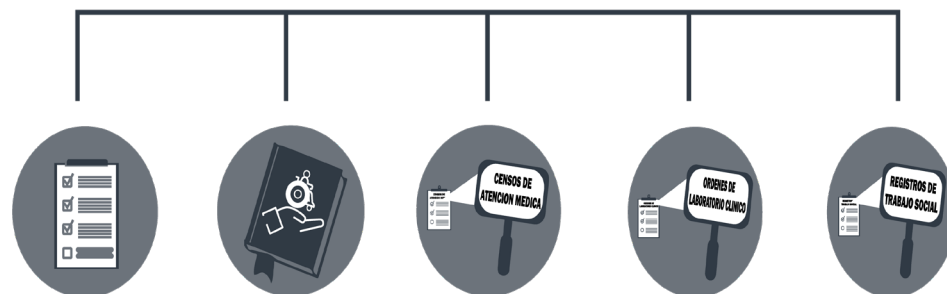 CENSOS DE
ATENCION MEDICA
ORDENES DE
LABORATORIO CLINICO
REGISTROS DE
TRABAJO SOCIAL